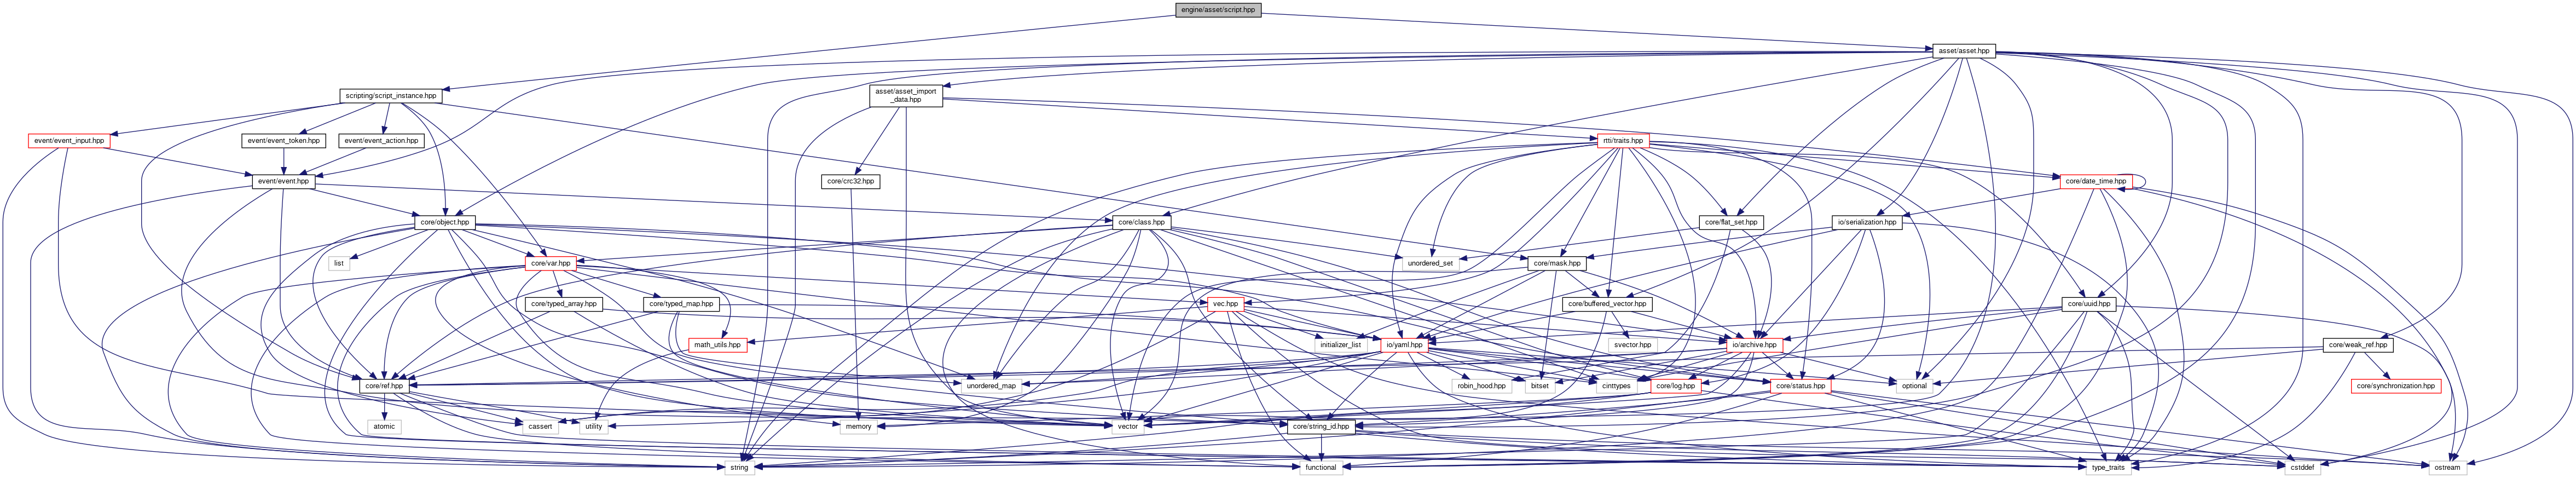 engine/asset/script.hpp
asset/asset.hpp
scripting/script_instance.hpp
asset/asset_import
_data.hpp
event/event_input.hpp
event/event_token.hpp
event/event_action.hpp
rtti/traits.hpp
event/event.hpp
core/crc32.hpp
core/date_time.hpp
core/object.hpp
core/class.hpp
core/flat_set.hpp
io/serialization.hpp
list
core/var.hpp
unordered_set
core/mask.hpp
core/typed_array.hpp
core/typed_map.hpp
vec.hpp
core/buffered_vector.hpp
core/uuid.hpp
math_utils.hpp
initializer_list
io/yaml.hpp
svector.hpp
io/archive.hpp
core/weak_ref.hpp
core/ref.hpp
unordered_map
robin_hood.hpp
bitset
cinttypes
core/log.hpp
core/status.hpp
optional
core/synchronization.hpp
atomic
cassert
utility
memory
vector
core/string_id.hpp
string
functional
type_traits
cstddef
ostream